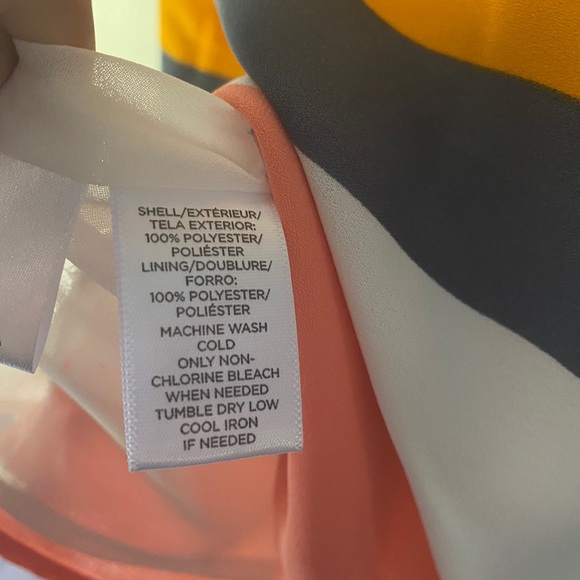 SHELL/EXTÉRIEUR/
TELA EXTERIOR:
100% POLYESTER/
POLIÉSTER
LINING/DOUBLURE/
FORRO:
100% POLYESTER/
POLIÉSTER
MACHINE WASH
COLD
ONLY NON-
CHLORINE BLEACH
WHEN NEEDED
TUMBLE DRY LOW
COOL IRON
IF NEEDED